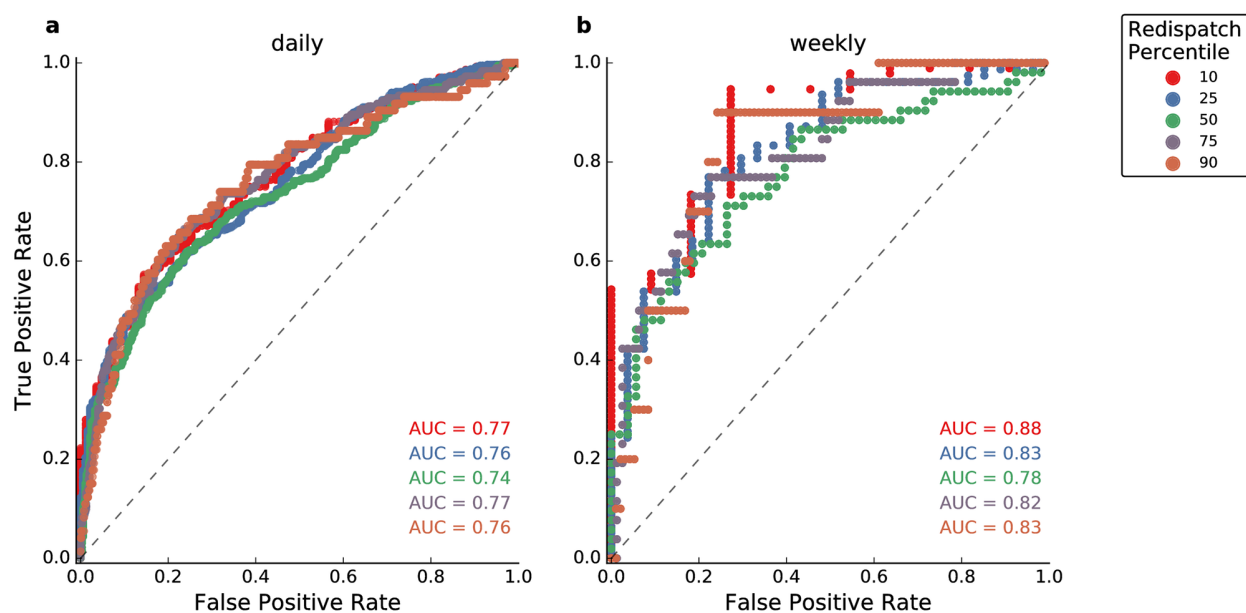 a
daily
1.0
0.8
0.6
0.4
0.2
0.0
True Positive Rate
AUC = 0.77
AUC = 0.76
AUC = 0.74
AUC = 0.77
AUC = 0.76
0.0 0.2 0.4 0.6 0.8 1.0
False Positive Rate
b
weekly
1.0
0.8
0.6
0.4
0.2
0.0
AUC = 0.88
AUC = 0.83
AUC = 0.78
AUC = 0.82
AUC = 0.83
0.0 0.2 0.4 0.6 0.8 1.0
False Positive Rate
Redispatch
Percentile
10
25
50
75
90